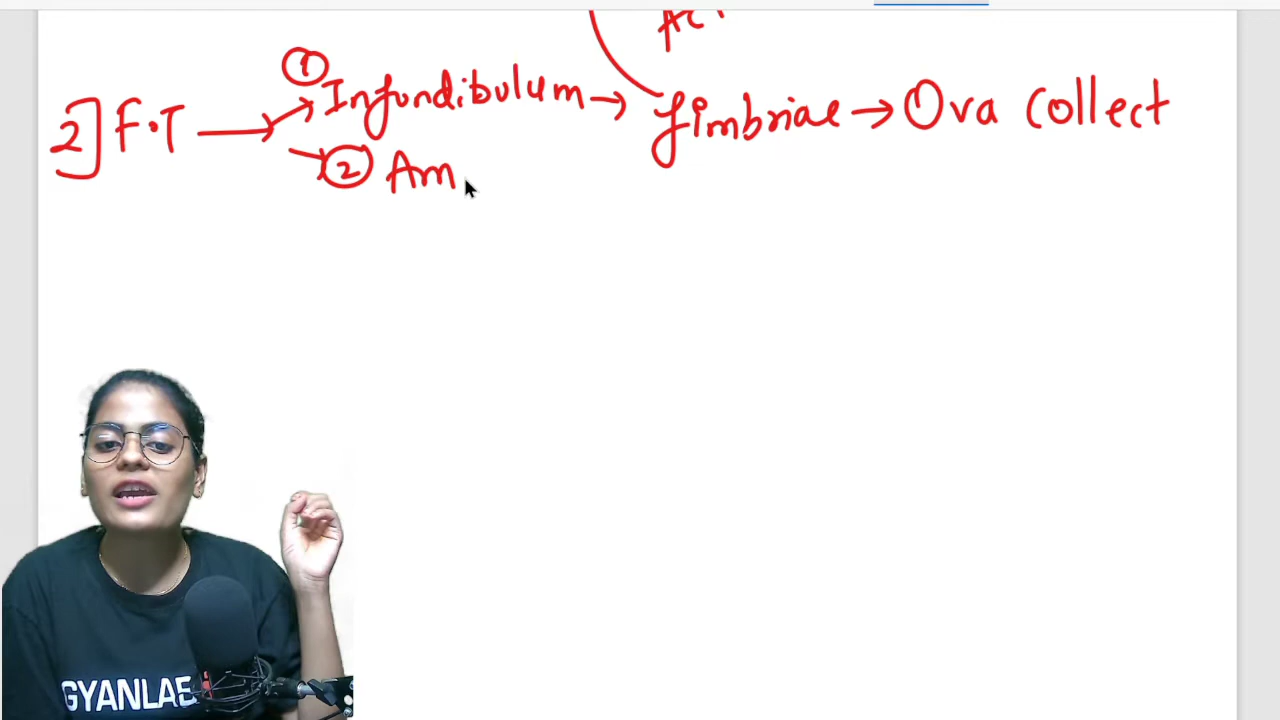 2] F.T → ① Infundibulum → fimbriae → Ova collect
② Am
GYANLAB